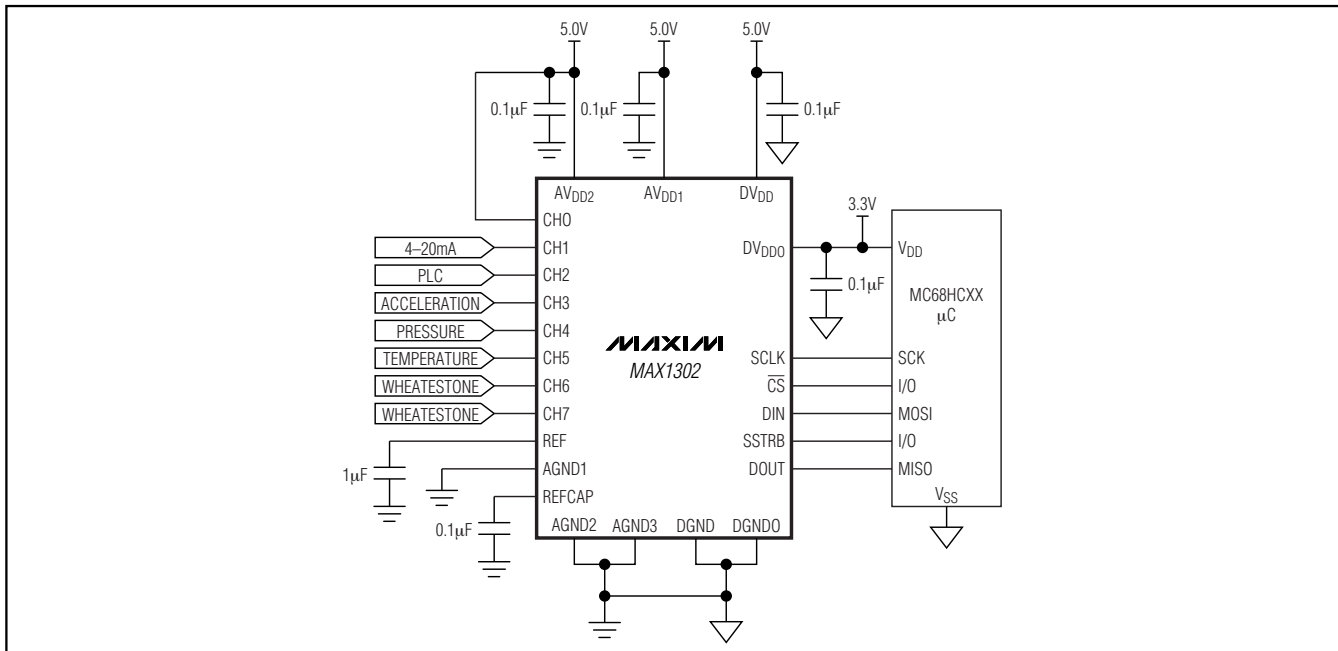 5.0V 5.0V 5.0V
0.1µF 0.1µF 0.1µF
AVDD2 AVDD1 DVDD
3.3V
CH0
4–20mA CH1 DVDDO VDD
PLC CH2
0.1µF
MC68HCXX
µC
ACCELERATION CH3
PRESSURE CH4
MAXIM
MAX1302
TEMPERATURE CH5 SCLK SCK
WHEATESTONE CH6 CS I/O
WHEATESTONE CH7 DIN MOSI
REF SSTRB I/O
1µF AGND1 DOUT MISO
REFCAP VSS
0.1µF AGND2 AGND3 DGND DGNDO